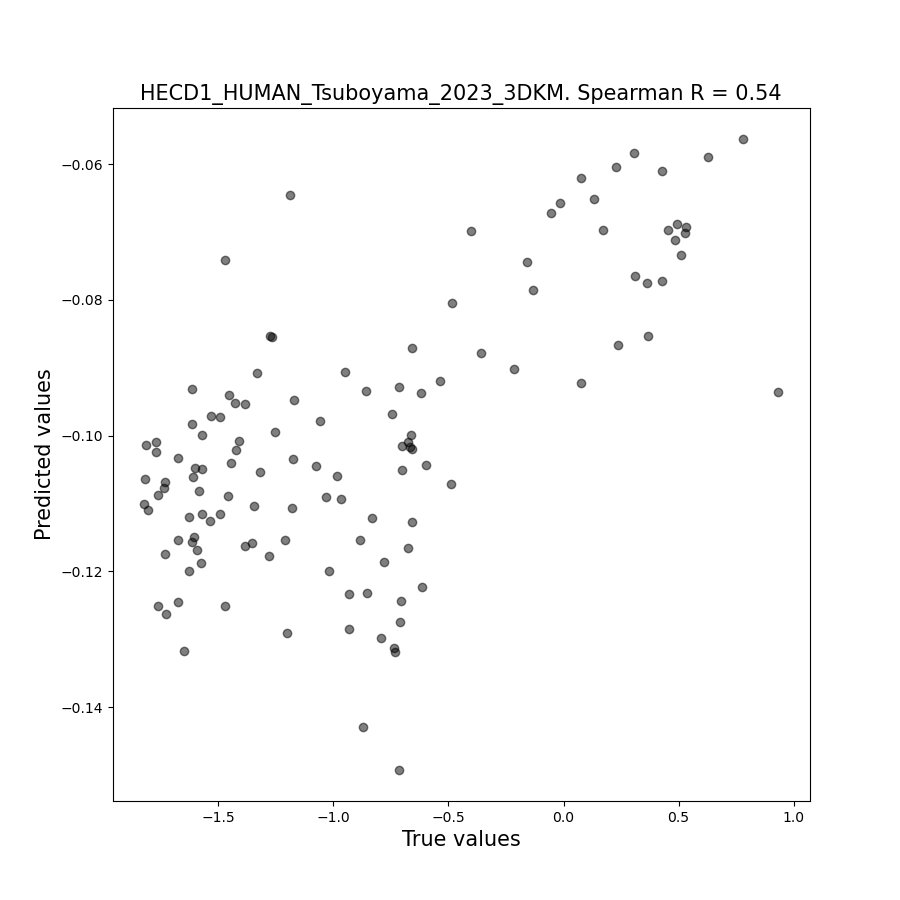 HECD1_HUMAN_Tsuboyama_2023_3DKM. Spearman R = 0.54
Predicted values
−0.06
−0.08
−0.10
−0.12
−0.14
−1.5 −1.0 −0.5 0.0 0.5 1.0
True values